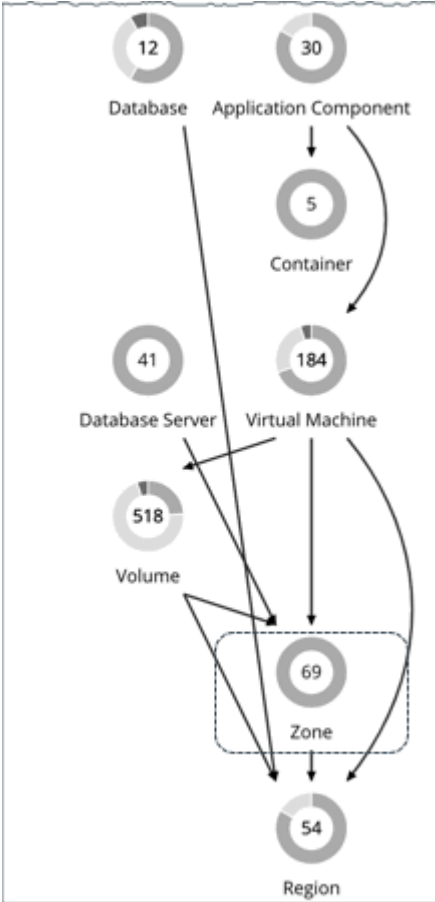 12 30
Database Application Component
5
Container
41 184
Database Server Virtual Machine
518
Volume
69
Zone
54
Region